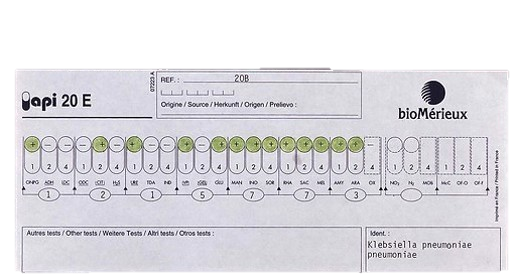 07223 A
REF. : 20B
api 20 E
Origine / Source / Herkunft / Origen / Prelievo :
bioMérieux
+ – – – + – + – – + – + + + + + + + + + –
1 2 4 1 2 4 1 2 4 1 2 4 1 2 4 1 2 4 1 2 4 1 2 4 1 2 4
ONPG ADH LDC ODC CIT H₂S URE TDA IND VP GEL GLU MAN INO SOR RHA SAC MEL AMY ARA OX NO₂ N₂ MOB McC OF-O OF-F
1 2 1 5 7 7 3
Imprimé en France / Printed in France
Autres tests / Other tests / Weitere Tests / Altri tests / Otros tests :
Ident. :
Klebsiella pneumoniae
pneumoniae